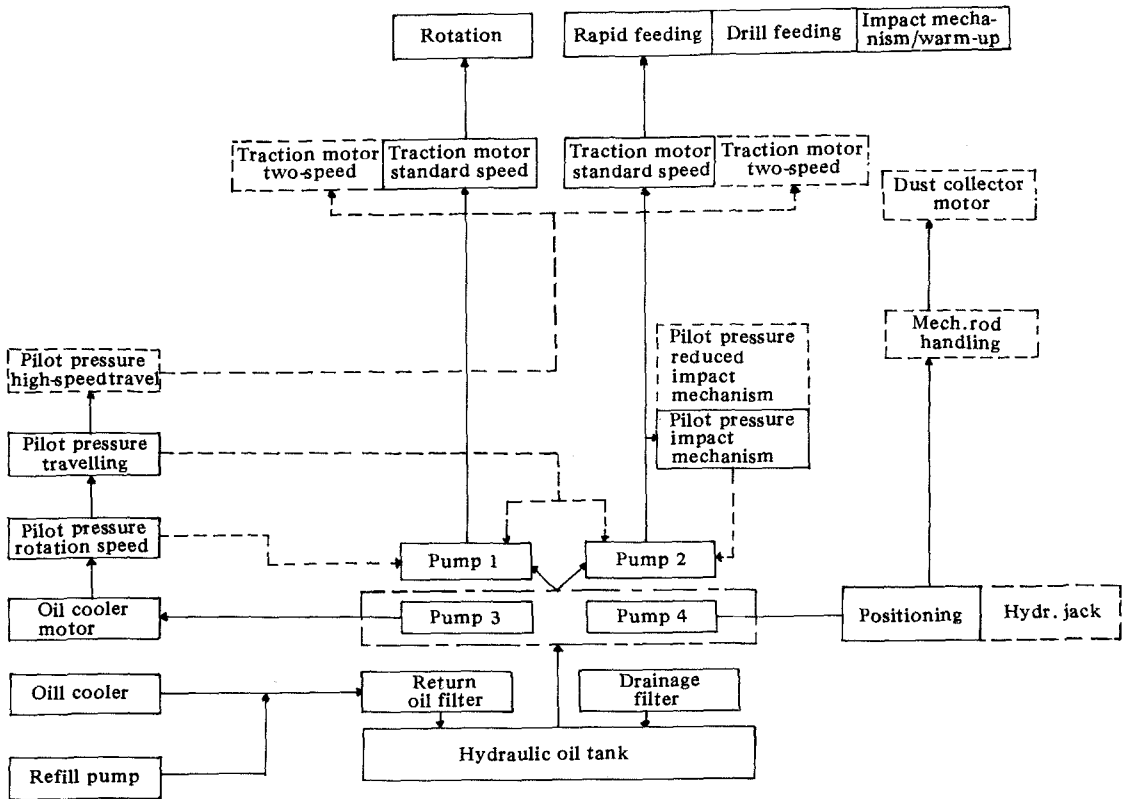 Rotation
Rapid feeding
Drill feeding
Impact mecha-
nism/warm-up
Traction motor
two-speed
Traction motor
standard speed
Traction motor
standard speed
Traction motor
two-speed
Dust collector
motor
Mech.rod
handling
Pilot pressure
reduced
impact
mechanism
Pilot pressure
high-speed travel
Pilot pressure
impact
mechanism
Pilot pressure
travelling
Pilot pressure
rotation speed
Pump 1
Pump 2
Oil cooler
motor
Pump 3
Pump 4
Positioning
Hydr. jack
Oill cooler
Return
oil filter
Drainage
filter
Hydraulic oil tank
Refill pump